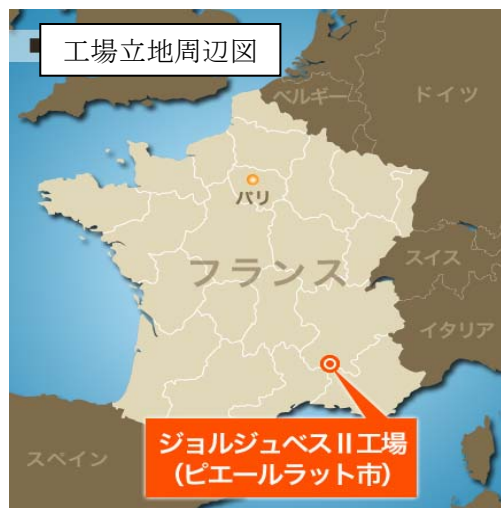 工場立地周辺図
ベルギー
ドイツ
パリ
フランス
スイス
イタリア
ジョルジュベスⅡ工場
(ピエールラット市)
スペイン